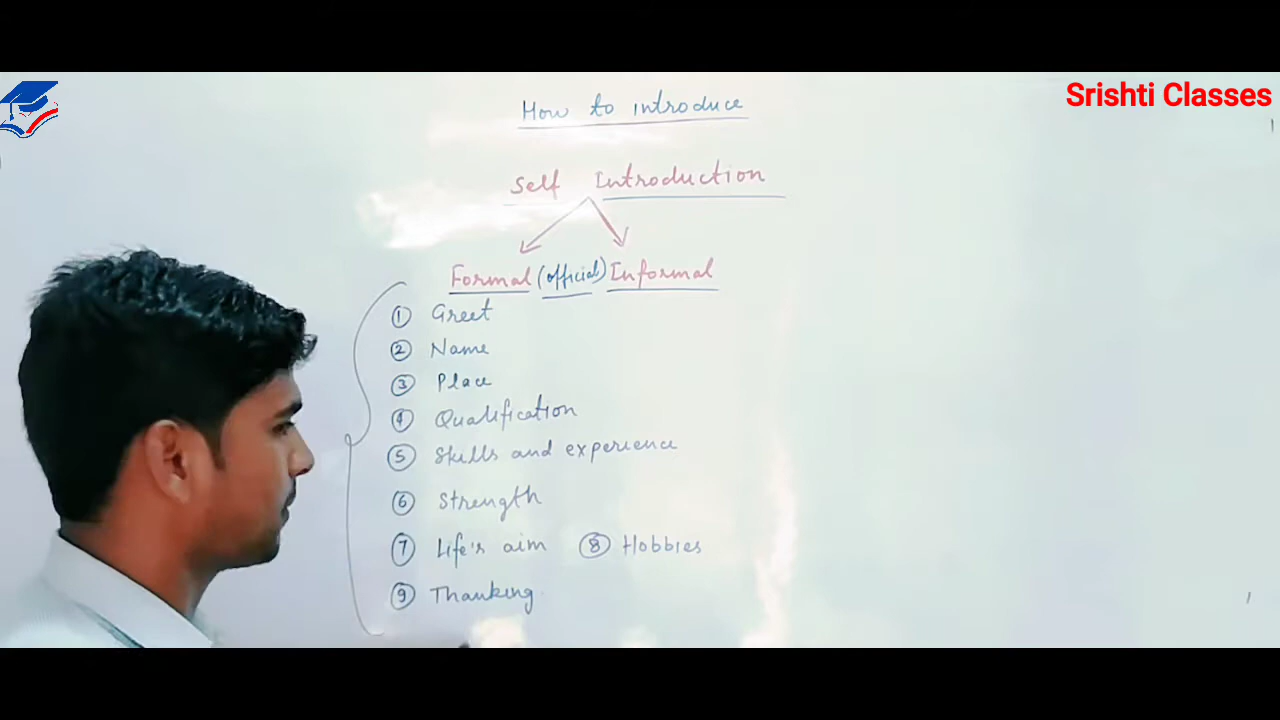 Srishti Classes
How to introduce
Self Introduction
Formal (official) Informal
① Greet
② Name
③ Place
④ Qualification
⑤ Skills and experience
⑥ Strength
⑦ Life's aim ⑧ Hobbies
⑨ Thanking